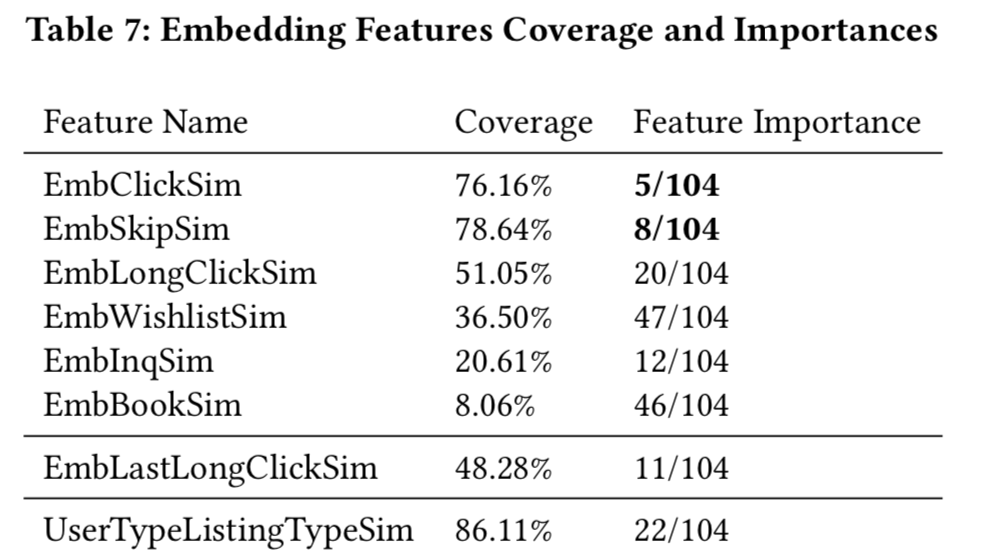 Table 7: Embedding Features Coverage and Importances
Feature Name Coverage Feature Importance
EmbClickSim 76.16% 5/104
EmbSkipSim 78.64% 8/104
EmbLongClickSim 51.05% 20/104
EmbWishlistSim 36.50% 47/104
EmbInqSim 20.61% 12/104
EmbBookSim 8.06% 46/104
EmbLastLongClickSim 48.28% 11/104
UserTypeListingTypeSim 86.11% 22/104